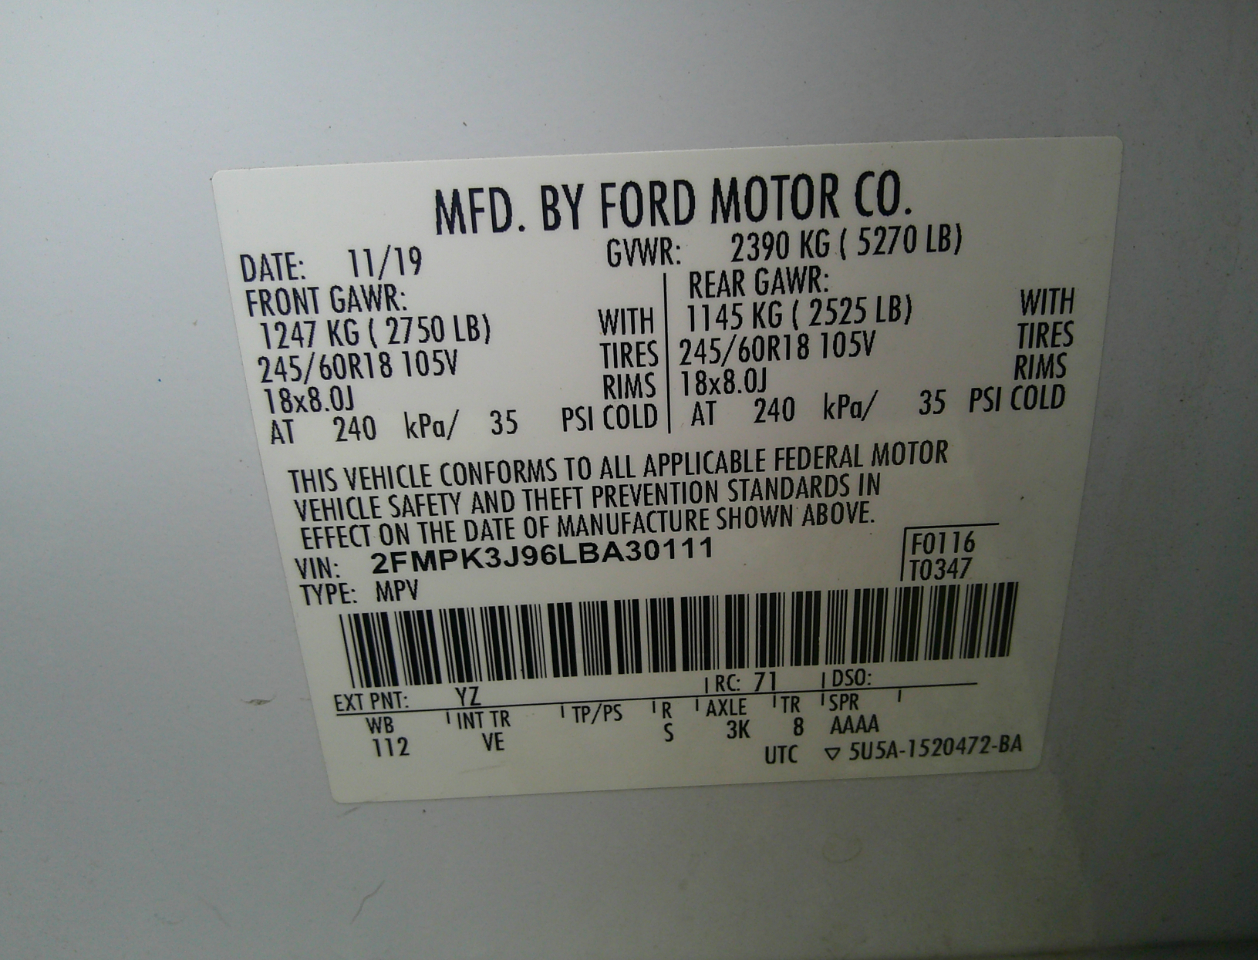 MFD. BY FORD MOTOR CO.
DATE: 11/19 GVWR: 2390 KG ( 5270 LB)
FRONT GAWR: REAR GAWR:
1247 KG ( 2750 LB) WITH 1145 KG ( 2525 LB) WITH
245/60R18 105V TIRES 245/60R18 105V TIRES
18x8.0J RIMS 18x8.0J RIMS
AT 240 kPa/ 35 PSI COLD AT 240 kPa/ 35 PSI COLD
THIS VEHICLE CONFORMS TO ALL APPLICABLE FEDERAL MOTOR
VEHICLE SAFETY AND THEFT PREVENTION STANDARDS IN
EFFECT ON THE DATE OF MANUFACTURE SHOWN ABOVE.
VIN: 2FMPK3J96LBA30111 F0116
TYPE: MPV T0347
EXT PNT: YZ RC: 71 DSO:
WB INT TR TP/PS R AXLE TR SPR
112 VE S 3K 8 AAAA
UTC ▽ 5U5A-1520472-BA